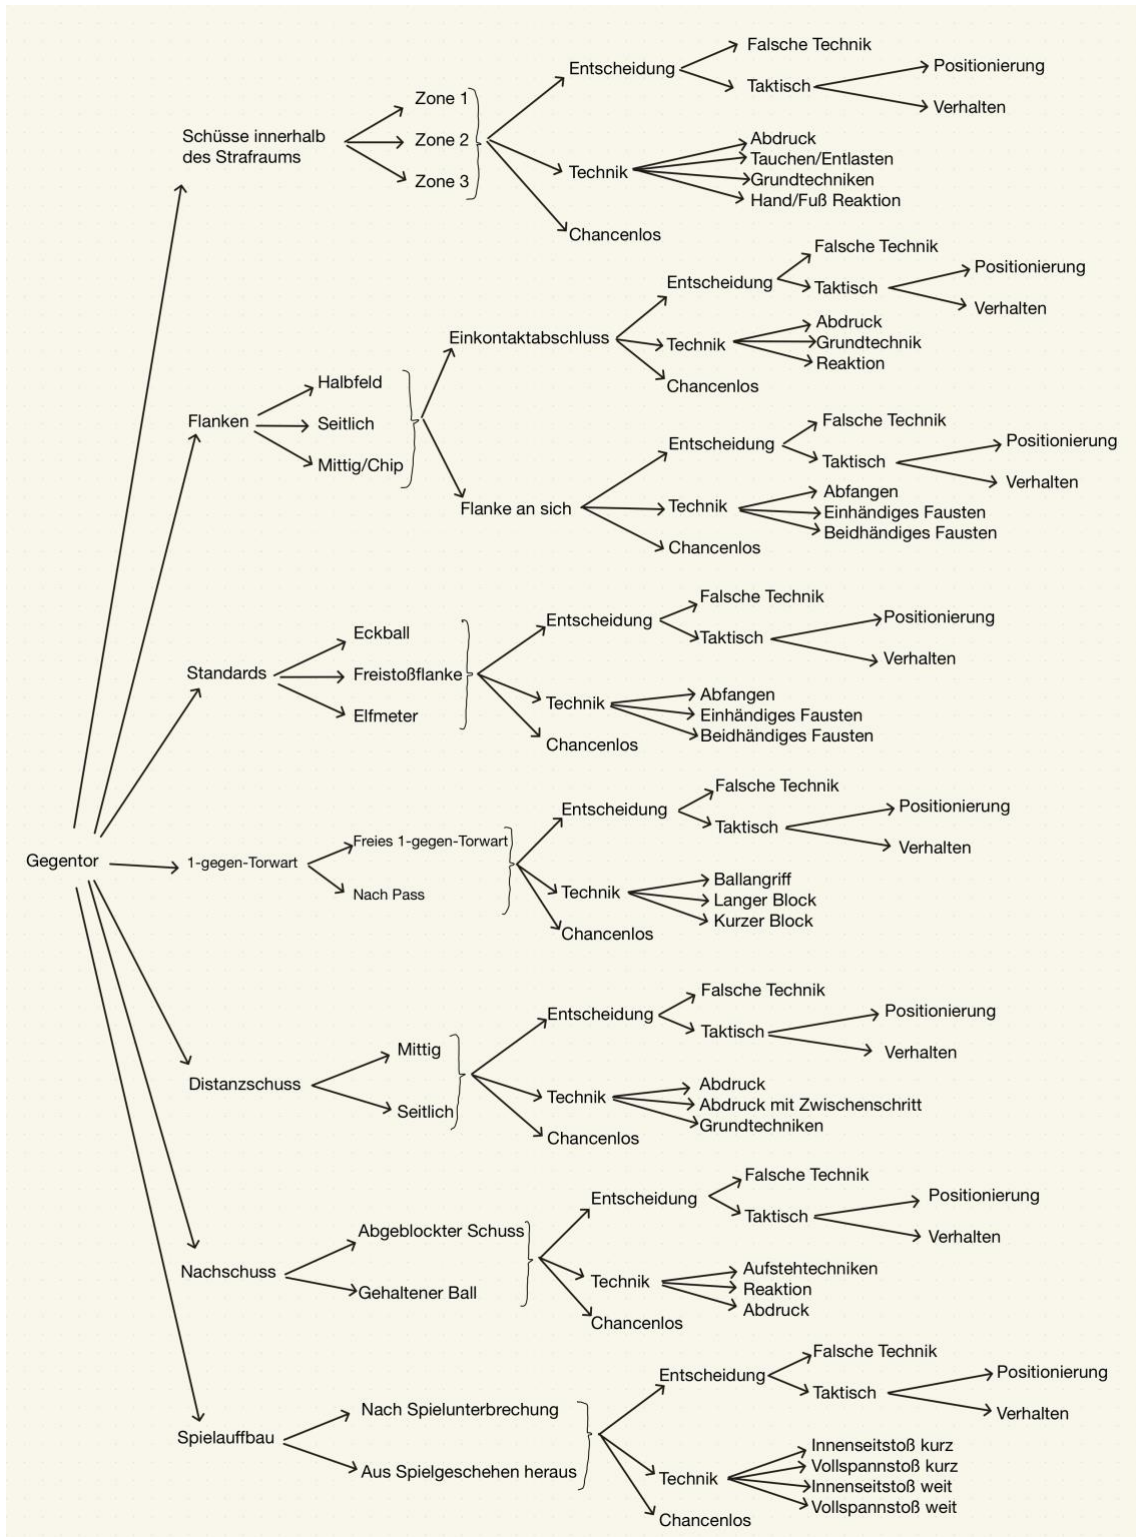 Falsche Technik
Entscheidung
Positionierung
Taktisch
Zone 1
Verhalten
Schüsse innerhalb
des Strafraums
Zone 2
Abdruck
Tauchen/Entlasten
Technik
Grundtechniken
Zone 3
Hand/Fuß Reaktion
Chancenlos
Falsche Technik
Positionierung
Entscheidung
Taktisch
Verhalten
Einkontaktabschluss
Abdruck
Technik
Grundtechnik
Reaktion
Halbfeld
Chancenlos
Flanken
Seitlich
Falsche Technik
Entscheidung
Positionierung
Mittig/Chip
Taktisch
Verhalten
Flanke an sich
Abfangen
Technik
Einhändiges Fausten
Beidhändiges Fausten
Chancenlos
Falsche Technik
Entscheidung
Positionierung
Eckball
Taktisch
Verhalten
Standards
Freistoßflanke
Abfangen
Technik
Einhändiges Fausten
Elfmeter
Beidhändiges Fausten
Chancenlos
Falsche Technik
Entscheidung
Positionierung
Taktisch
Freies 1-gegen-Torwart
Verhalten
Gegentor
1-gegen-Torwart
Ballangriff
Nach Pass
Technik
Langer Block
Kurzer Block
Chancenlos
Falsche Technik
Entscheidung
Positionierung
Taktisch
Mittig
Verhalten
Distanzschuss
Abdruck
Technik
Abdruck mit Zwischenschritt
Seitlich
Grundtechniken
Chancenlos
Falsche Technik
Entscheidung
Positionierung
Taktisch
Abgeblockter Schuss
Verhalten
Nachschuss
Aufstehtechniken
Technik
Reaktion
Gehaltener Ball
Abdruck
Chancenlos
Falsche Technik
Entscheidung
Positionierung
Taktisch
Nach Spielunterbrechung
Verhalten
Spielauffbau
Innenseitstoß kurz
Aus Spielgeschehen heraus
Vollspannstoß kurz
Technik
Innenseitstoß weit
Vollspannstoß weit
Chancenlos